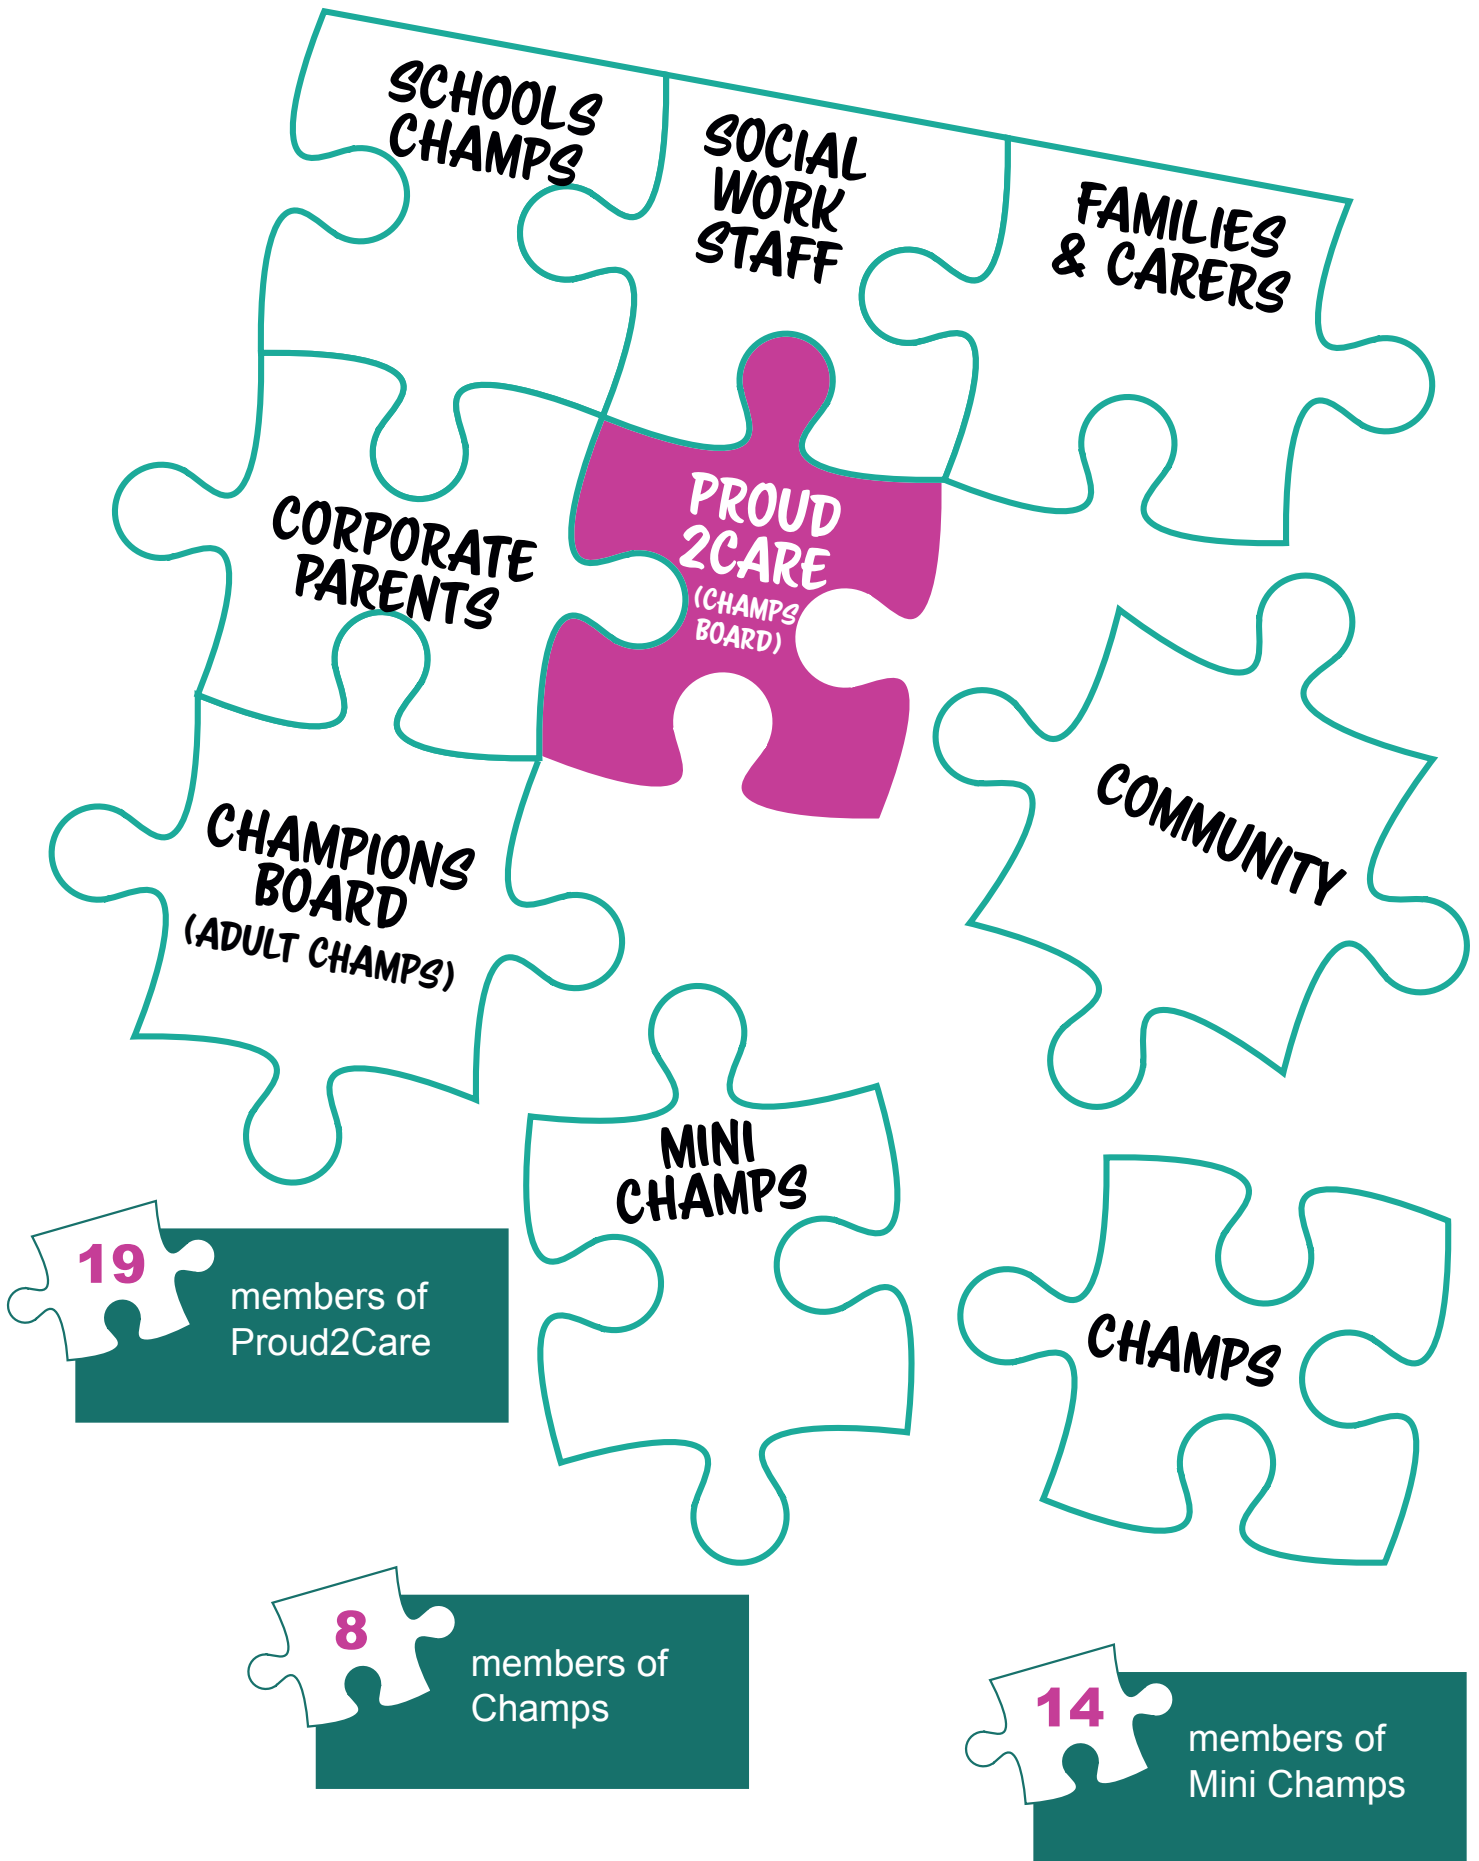 SCHOOLS
CHAMPS
SOCIAL
WORK
STAFF
FAMILIES
& CARERS
CORPORATE
PARENTS
PROUD
2CARE
(CHAMPS
BOARD)
COMMUNITY
CHAMPIONS
BOARD
(ADULT CHAMPS)
MINI
CHAMPS
CHAMPS
19
members of
Proud2Care
8
members of
Champs
14
members of
Mini Champs